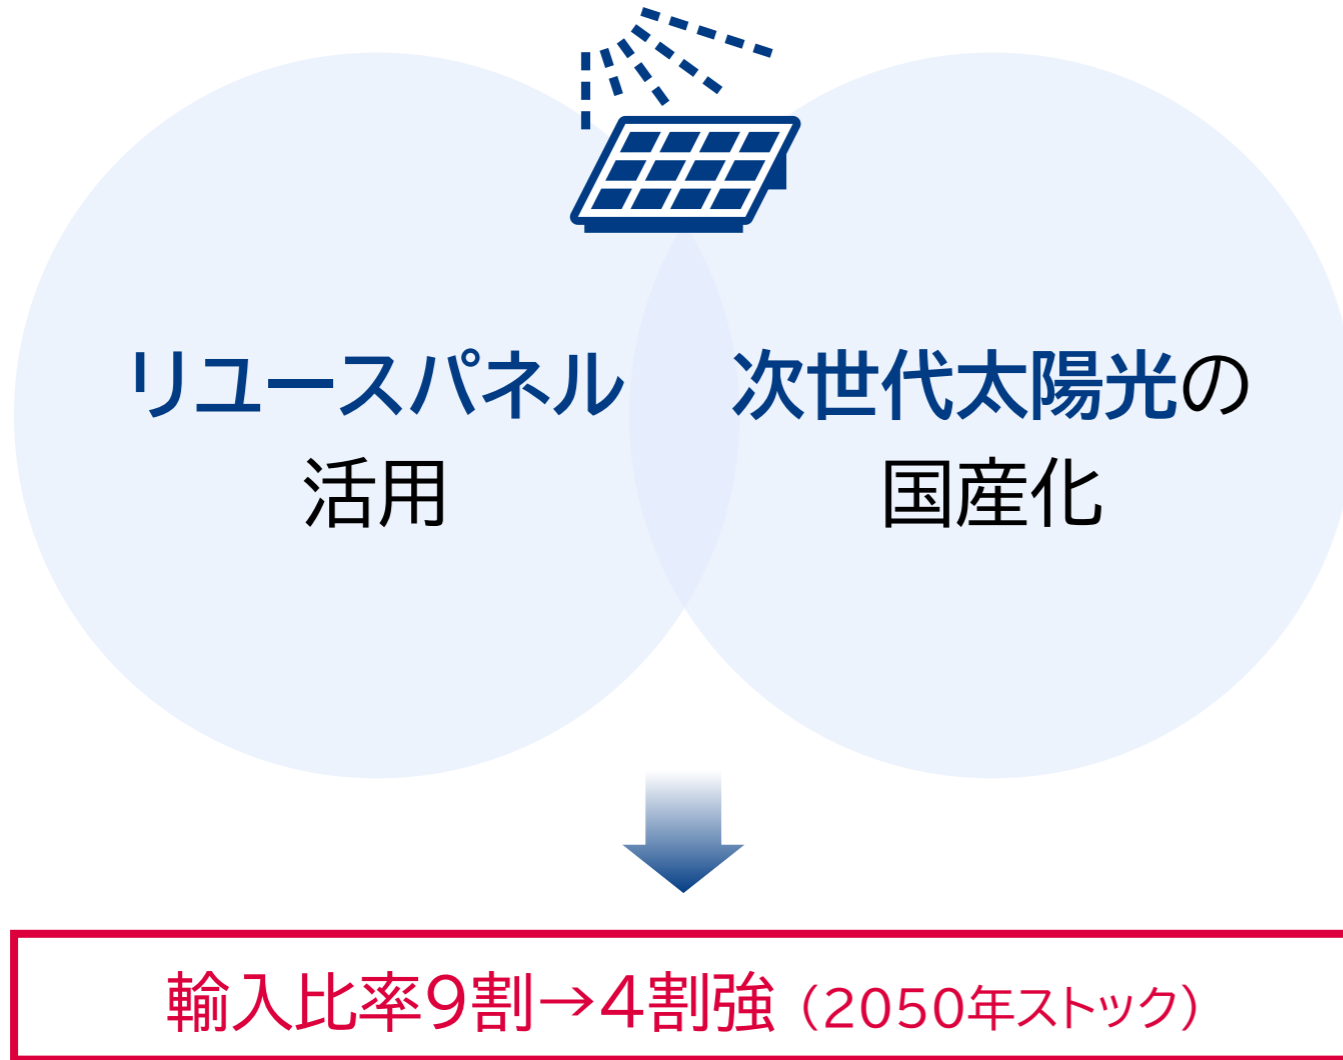 リユースパネル
活用
次世代太陽光の
国産化
輸入比率9割→4割強（2050年ストック）